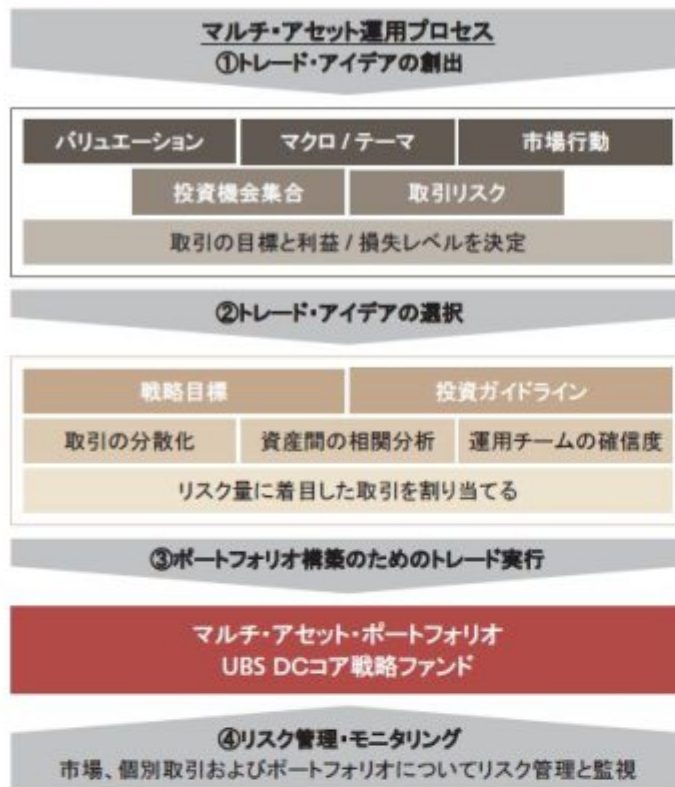 マルチ・アセット運用プロセス
①トレード・アイデアの創出
バリュエーション マクロ / テーマ 市場行動
投資機会集合 取引リスク
取引の目標と利益 / 損失レベルを決定
②トレード・アイデアの選択
戦略目標 投資ガイドライン
取引の分散化 資産間の相関分析 運用チームの確信度
リスク量に着目した取引を割り当てる
③ポートフォリオ構築のためのトレード実行
マルチ・アセット・ポートフォリオ
UBS DCコア戦略ファンド
④リスク管理・モニタリング
市場、個別取引およびポートフォリオについてリスク管理と監視